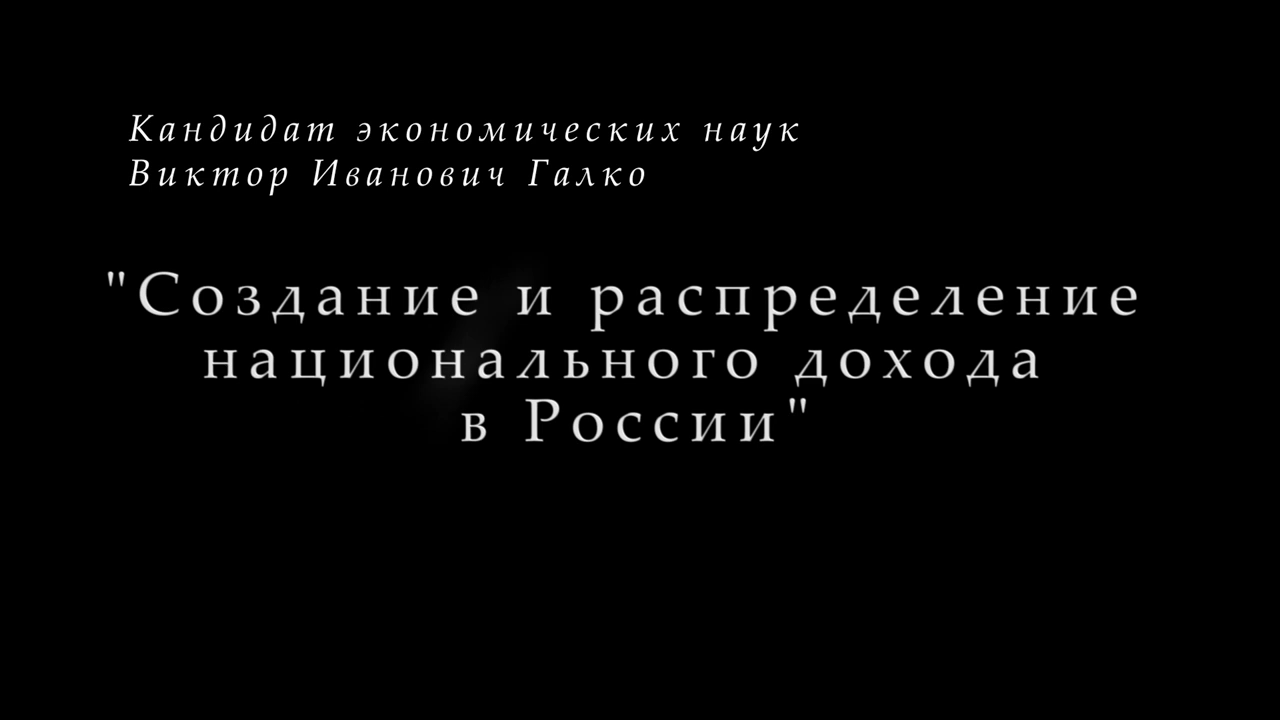 Кандидат экономических наук
Виктор Иванович Галко
"Создание и распределение
национального дохода
в России"